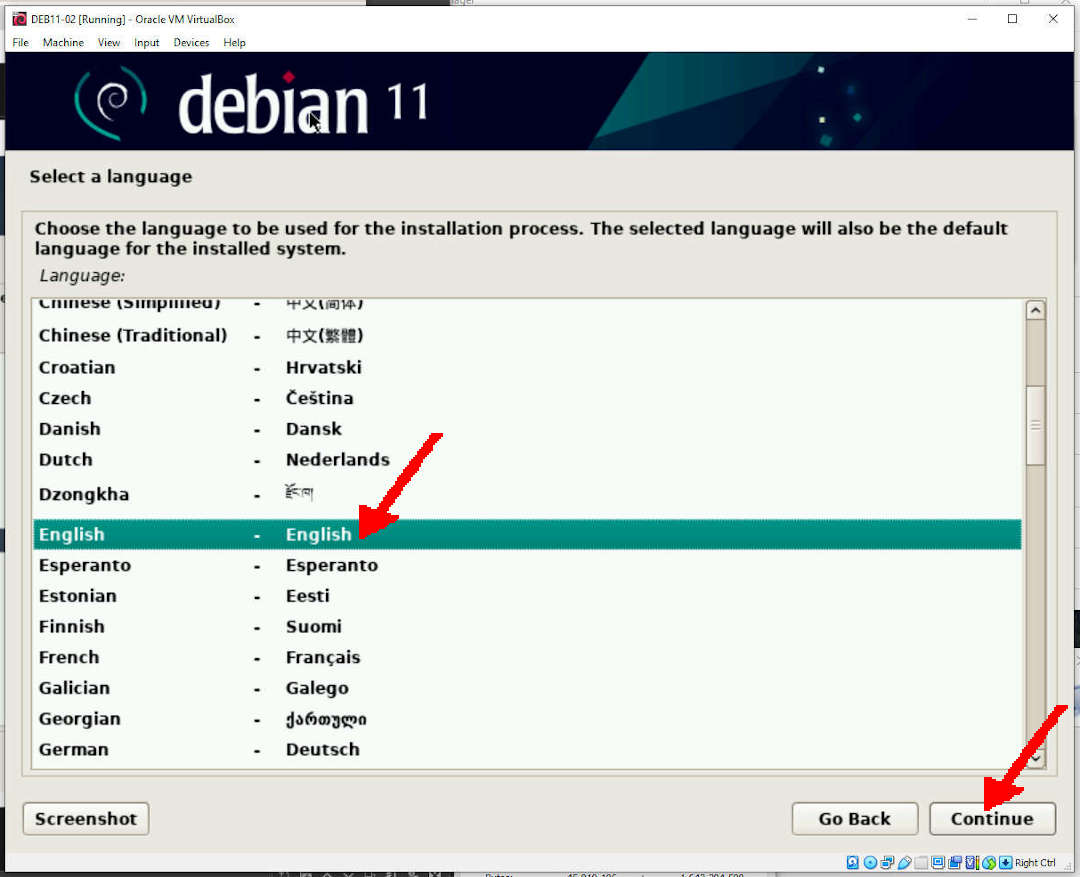 DEB11-02 [Running] - Oracle VM VirtualBox
File Machine View Input Devices Help
debian 11
Select a language
Choose the language to be used for the installation process. The selected language will also be the default
language for the installed system.
Language:
Chinese (Simplified) - 中文(简体)
Chinese (Traditional) - 中文(繁體)
Croatian - Hrvatski
Czech - Čeština
Danish - Dansk
Dutch - Nederlands
Dzongkha - རྫོང་ཁ།
English - English
Esperanto - Esperanto
Estonian - Eesti
Finnish - Suomi
French - Français
Galician - Galego
Georgian - ქართული
German - Deutsch
Screenshot Go Back Continue
Right Ctrl